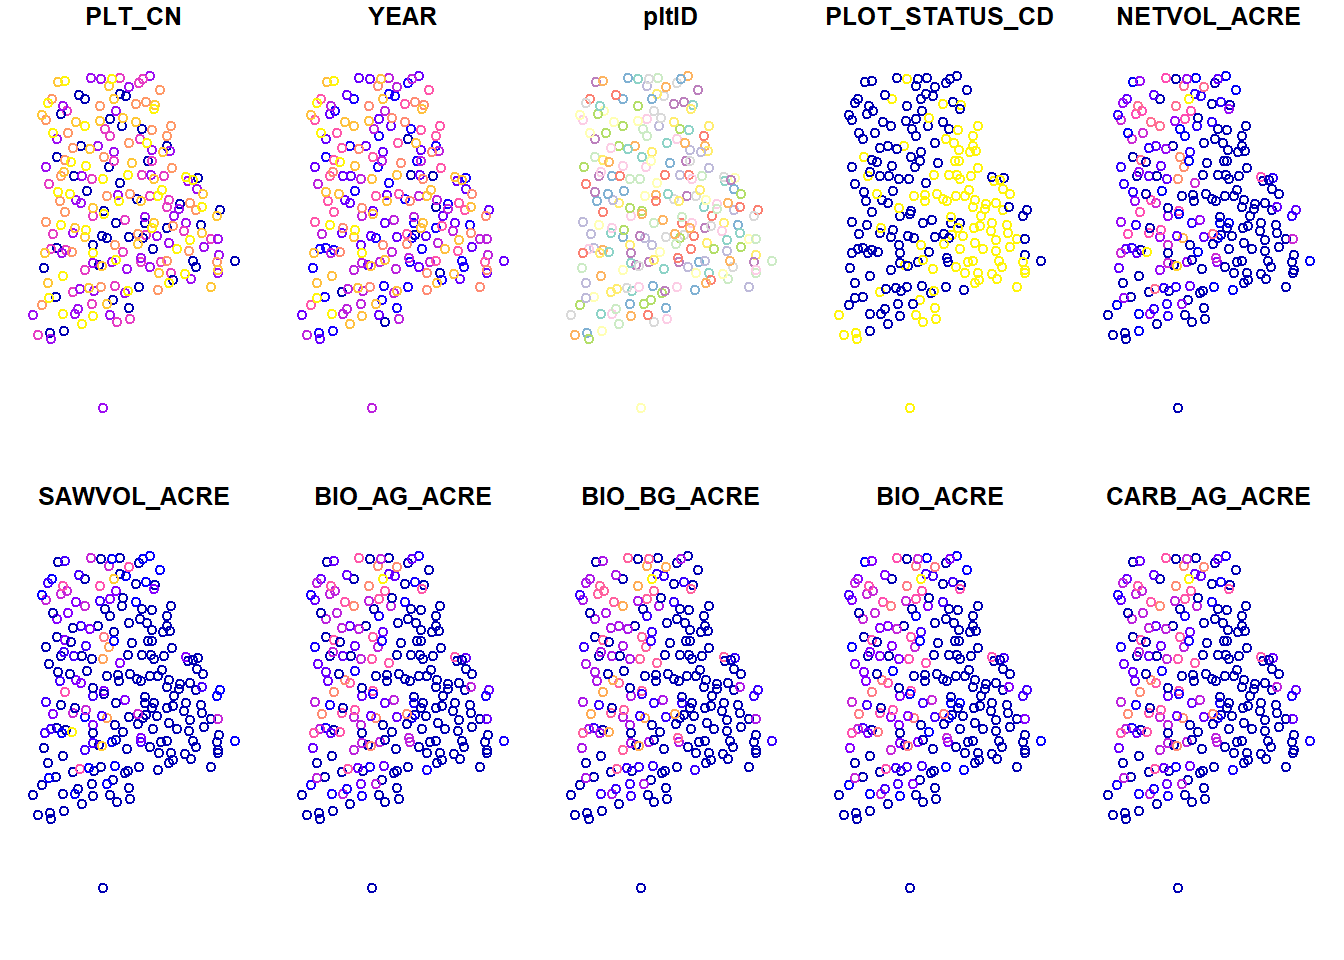 PLT_CN YEAR pltID PLOT_STATUS_CD NETVOL_ACRE
SAWVOL_ACRE BIO_AG_ACRE BIO_BG_ACRE BIO_ACRE CARB_AG_ACRE